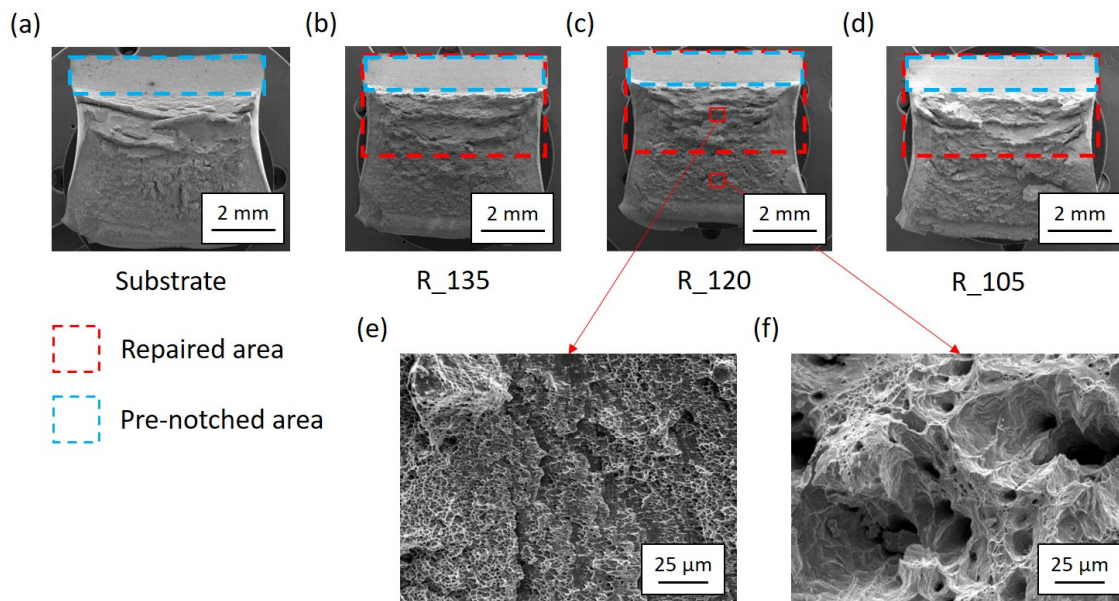 (a)
(b)
(c)
(d)
2 mm
2 mm
2 mm
2 mm
Substrate
R_135
R_120
R_105
Repaired area
Pre-notched area
(e)
(f)
25 μm
25 μm